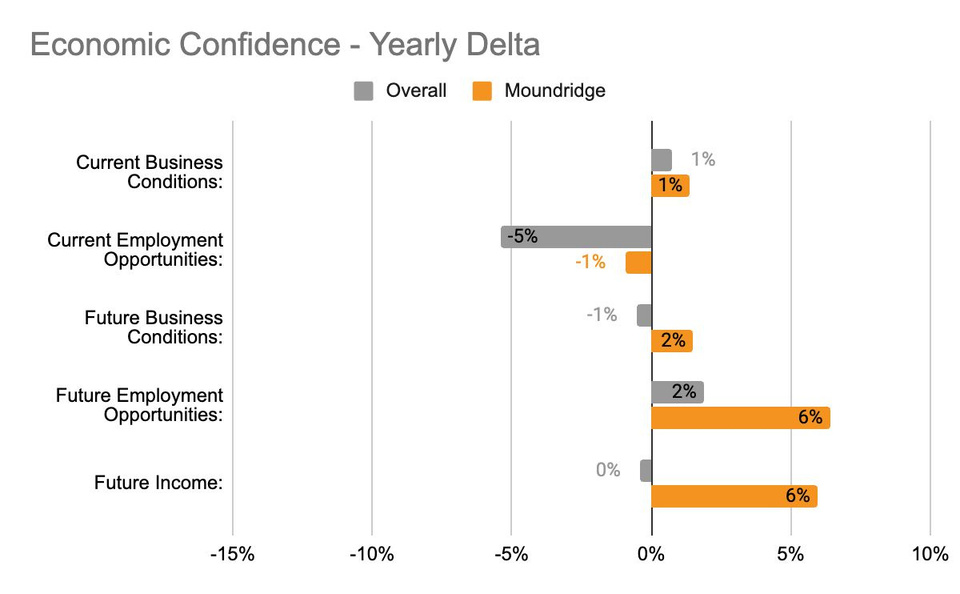 Economic Confidence - Yearly Delta
Overall Moundridge
Current Business
Conditions:
1%
1%
Current Employment
Opportunities:
-5%
-1%
Future Business
Conditions:
-1%
2%
Future Employment
Opportunities:
2%
6%
Future Income:
0%
6%
-15% -10% -5% 0% 5% 10%